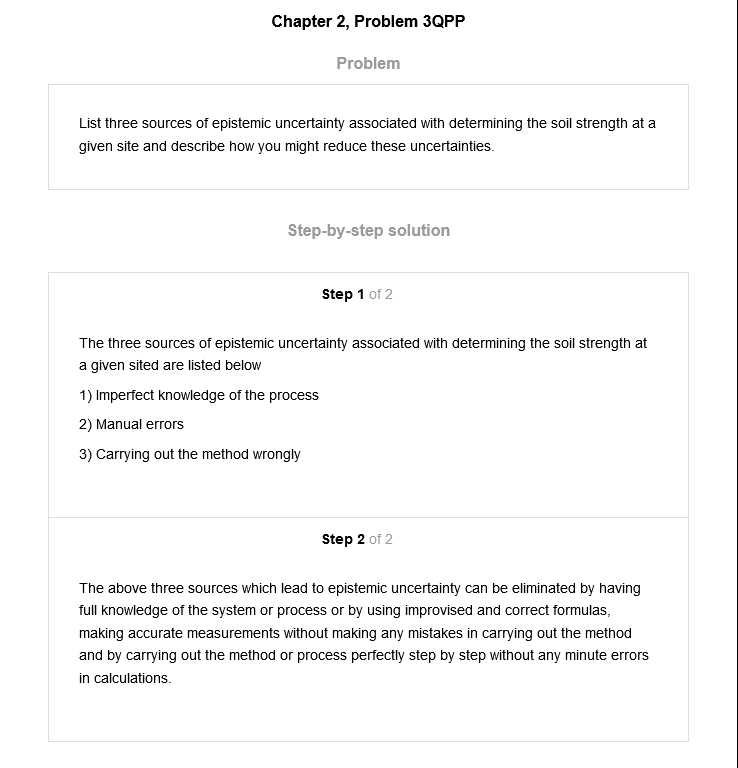 Chapter 2, Problem 3QPP
Problem
List three sources of epistemic uncertainty associated with determining the soil strength at a
given site and describe how you might reduce these uncertainties.
Step-by-step solution
Step 1 of 2
The three sources of epistemic uncertainty associated with determining the soil strength at
a given sited are listed below
1) Imperfect knowledge of the process
2) Manual errors
3) Carrying out the method wrongly
Step 2 of 2
The above three sources which lead to epistemic uncertainty can be eliminated by having
full knowledge of the system or process or by using improvised and correct formulas,
making accurate measurements without making any mistakes in carrying out the method
and by carrying out the method or process perfectly step by step without any minute errors
in calculations.